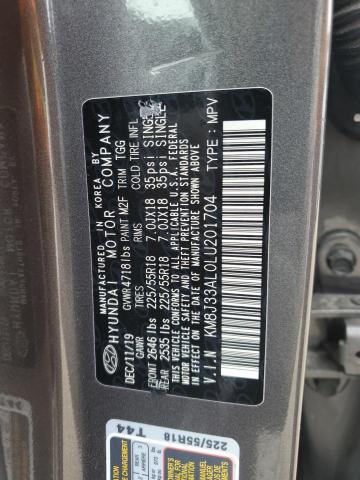 MANUFACTURED IN KOREA BY
HYUNDAI MOTOR COMPANY
DEC/11/19 GVWR 4718 lbs PAINT M2F TRIM TGG
GAWR TIRES RIMS COLD TIRE INFL
FRONT 2646 lbs 225/55R18 7.0JX18 35psi SINGLE
REAR 2535 lbs 225/55R18 7.0JX18 35psi SINGLE
THIS VEHICLE CONFORMS TO ALL APPLICABLE U.S.A. FEDERAL
MOTOR VEHICLE SAFETY
STANDARDS IN EFFECT ON THE DATE OF MANUFACTURE SHOWN ABOVE
V.I.N: KM8J33AL0LU201704 TYPE: MPV
T44
225/55R18